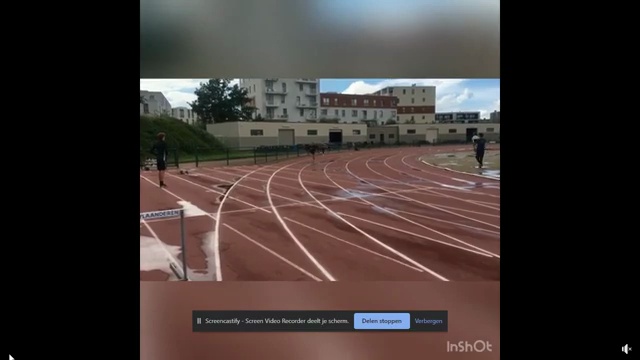 VLAANDEREN
Screencastify - Screen Video Recorder deelt je scherm.
Delen stoppen
Verbergen
InShOt